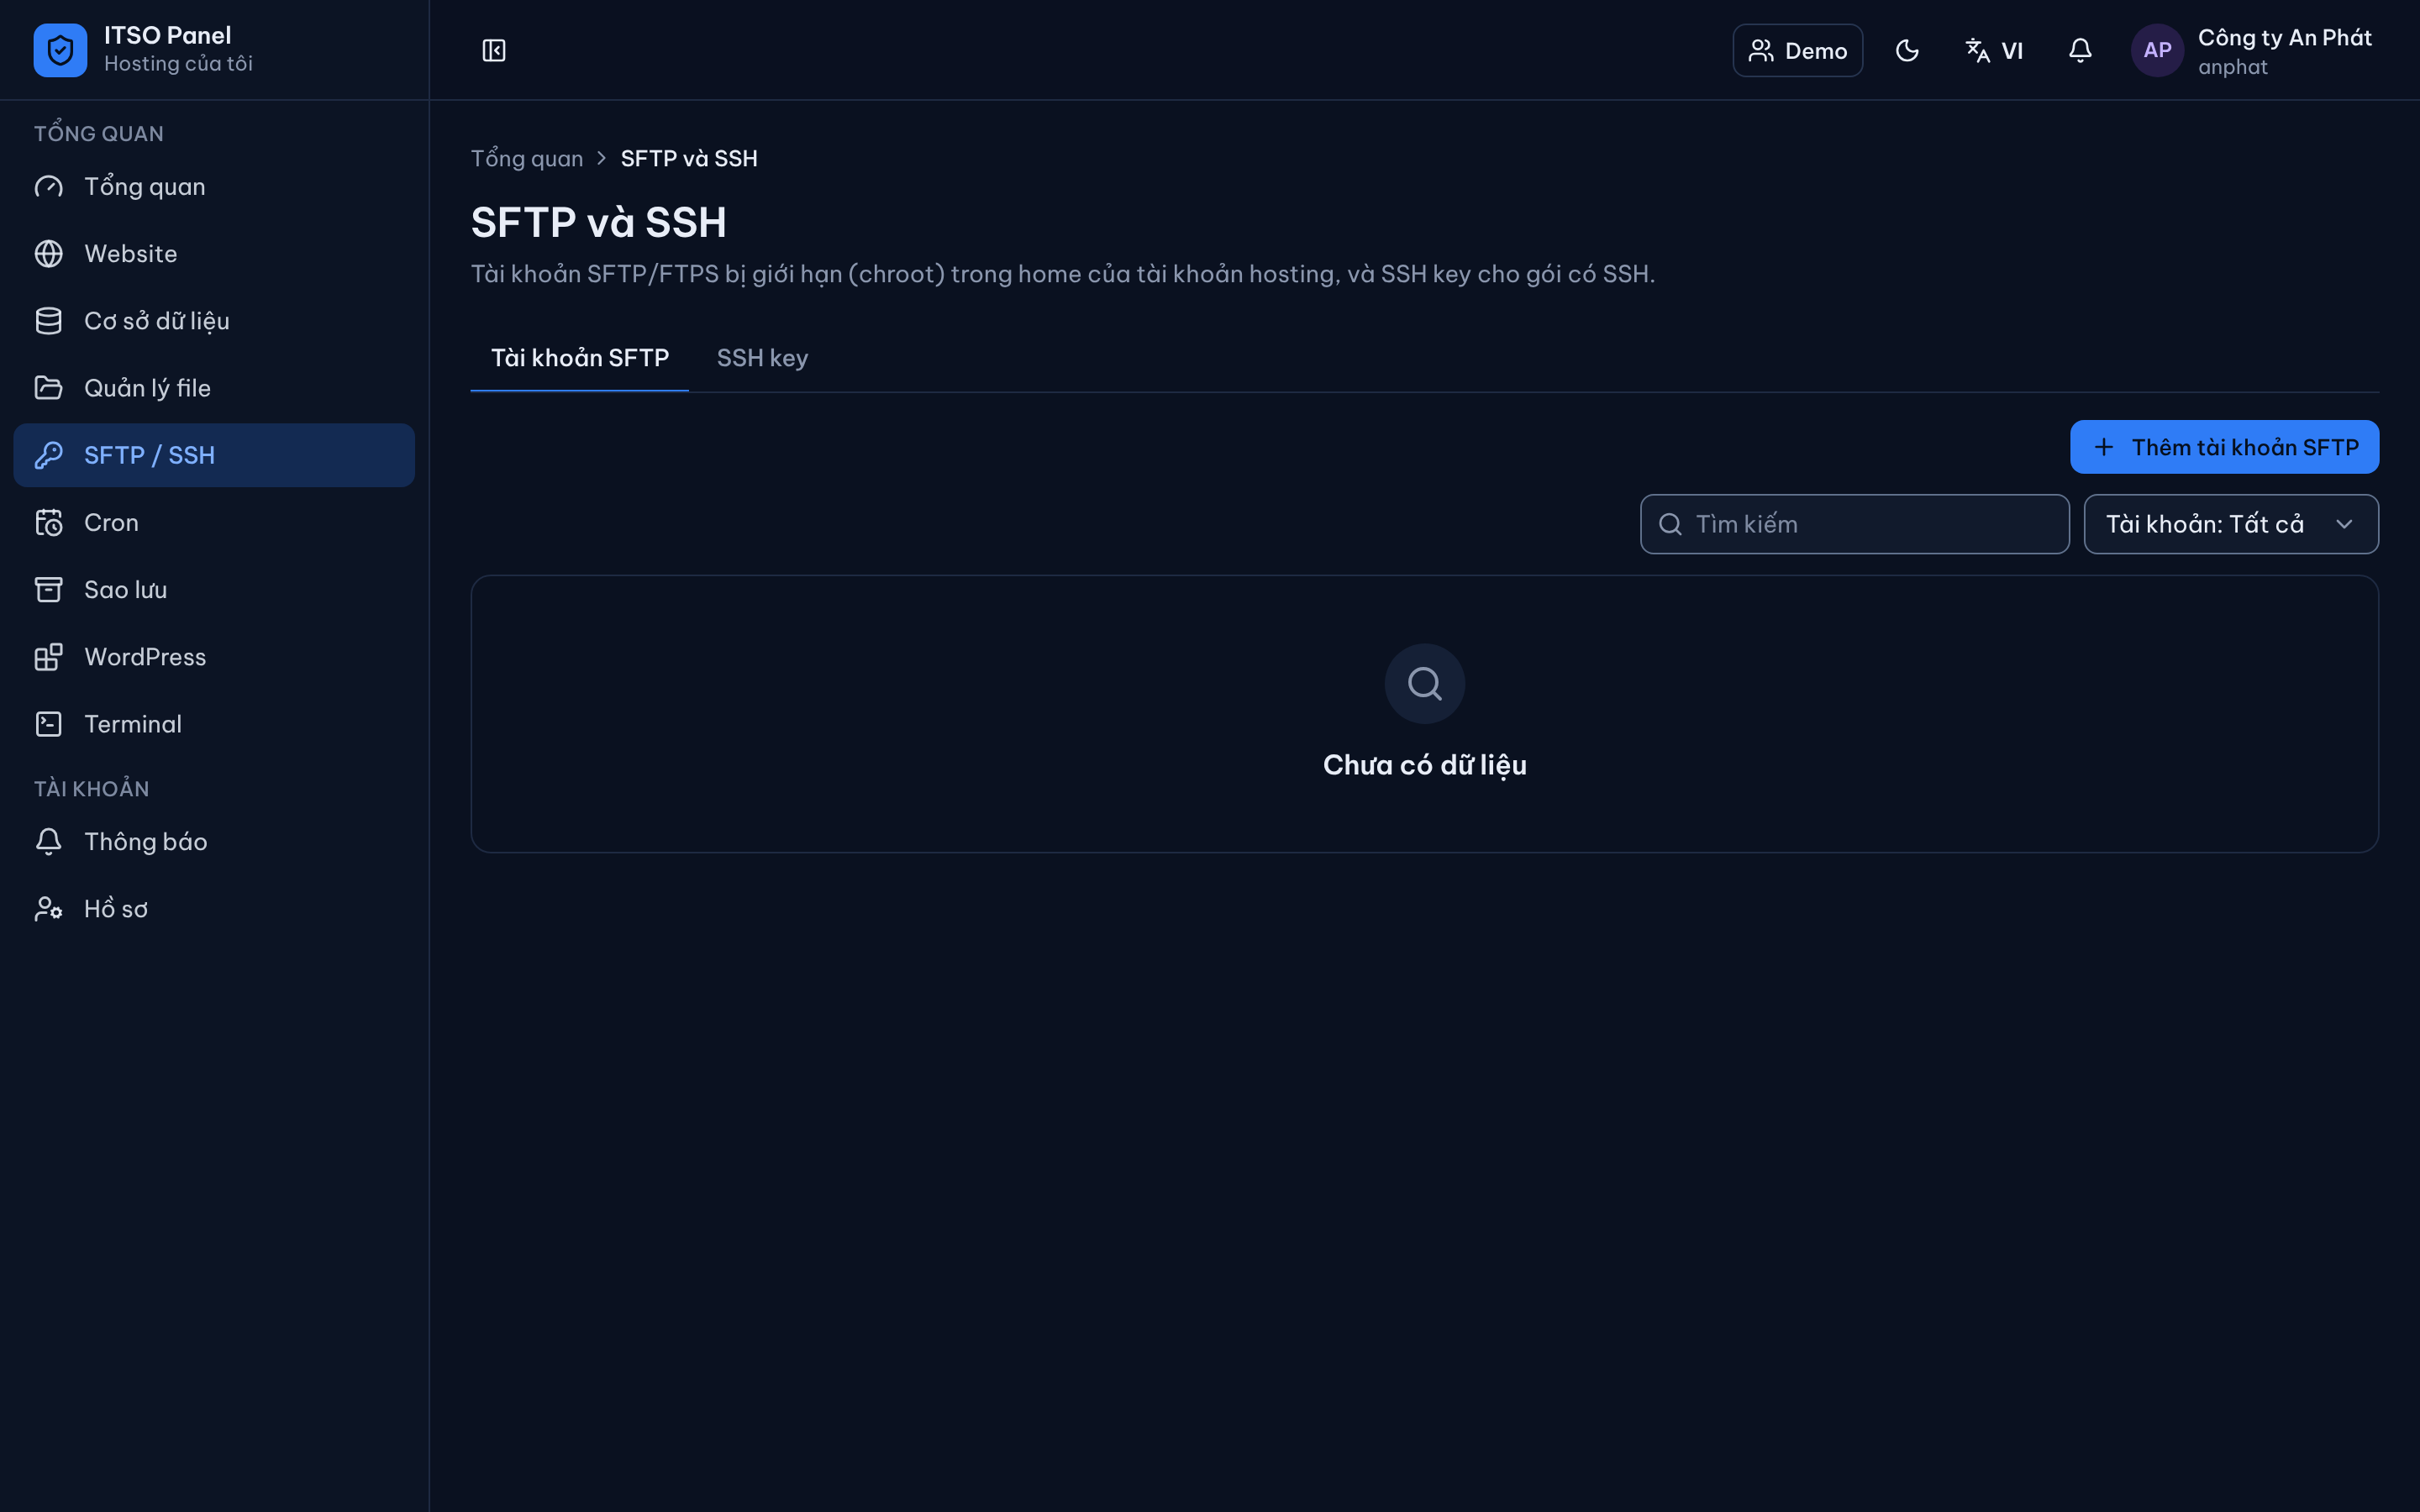 ITSO Panel
Hosting của tôi
Demo
VI
AP
Công ty An Phát
anphat
TỔNG QUAN
Tổng quan
Website
Cơ sở dữ liệu
Quản lý file
SFTP / SSH
Cron
Sao lưu
WordPress
Terminal
TÀI KHOẢN
Thông báo
Hồ sơ
Tổng quan > SFTP và SSH
SFTP và SSH
Tài khoản SFTP/FTPS bị giới hạn (chroot) trong home của tài khoản hosting, và SSH key cho gói có SSH.
Tài khoản SFTP
SSH key
Thêm tài khoản SFTP
Tìm kiếm
Tài khoản: Tất cả
Chưa có dữ liệu